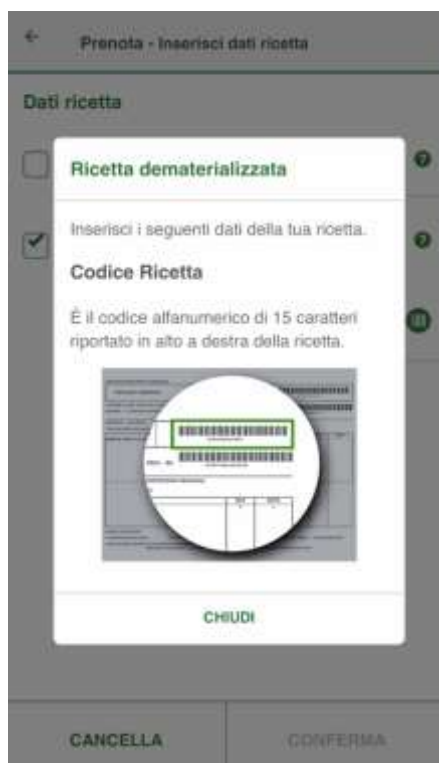 Prenota - Inserisci dati ricetta
Dati ricetta
Ricetta dematerializzata
Inserisci i seguenti dati della tua ricetta.
Codice Ricetta
È il codice alfanumerico di 15 caratteri
riportato in alto a destra della ricetta.
CHIUDI
CANCELLA
CONFERMA